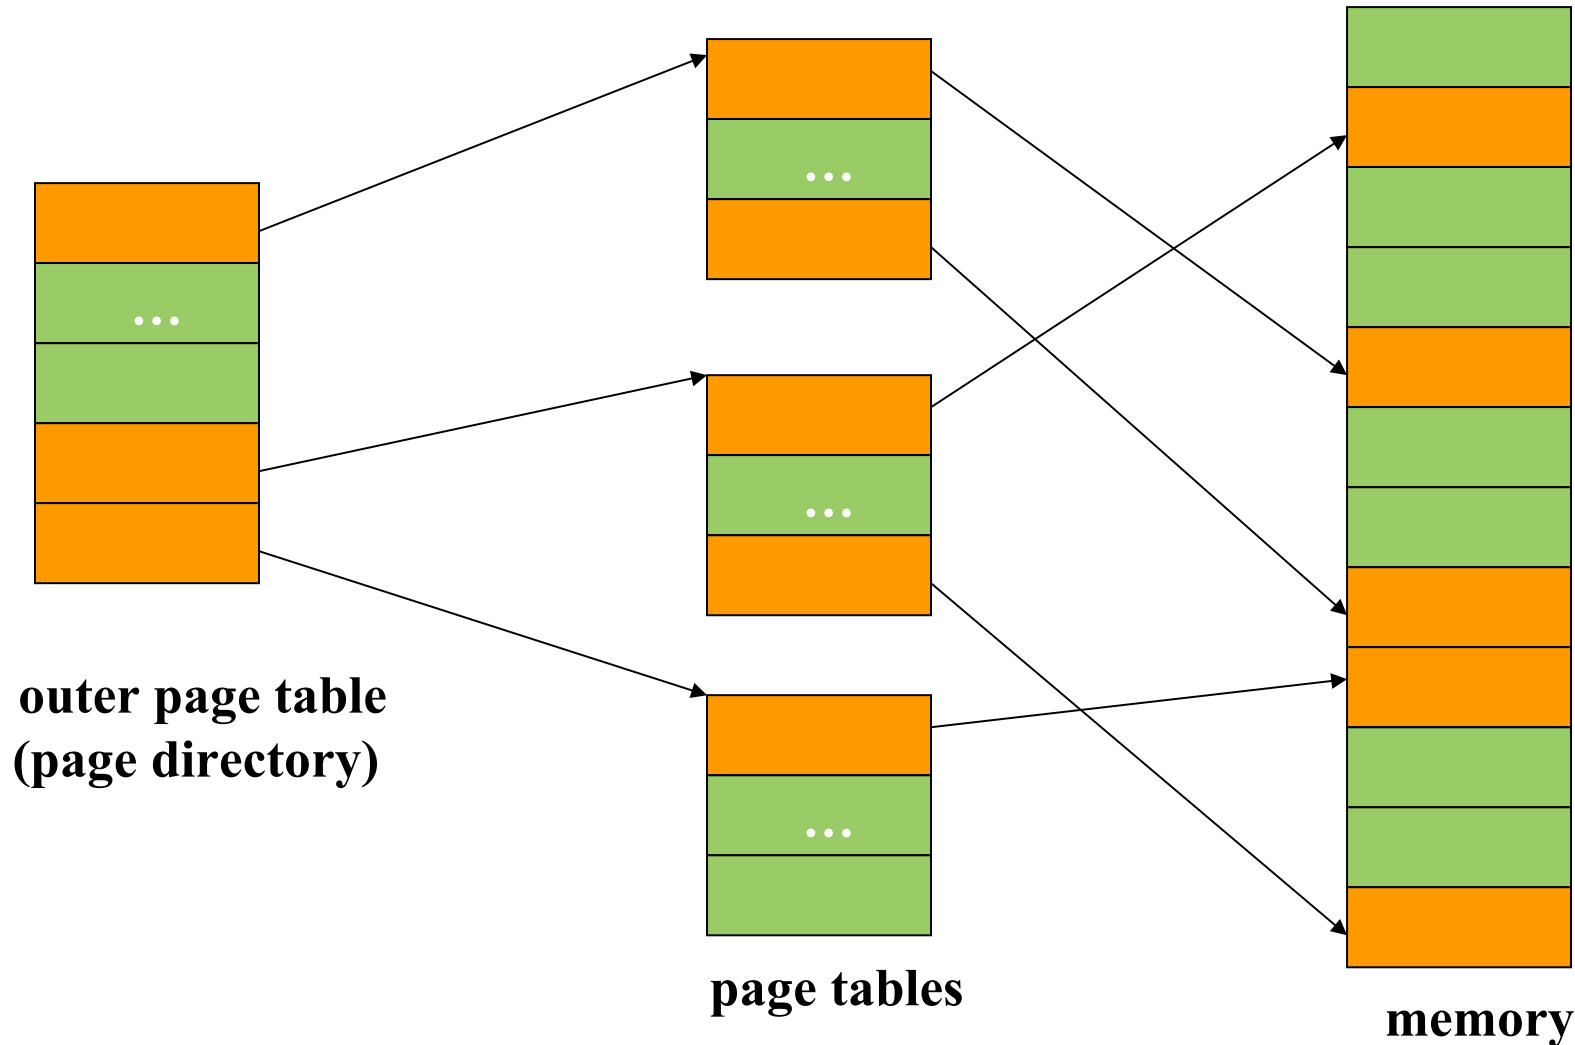 ...
...
...
...
outer page table
(page directory)
page tables
memory